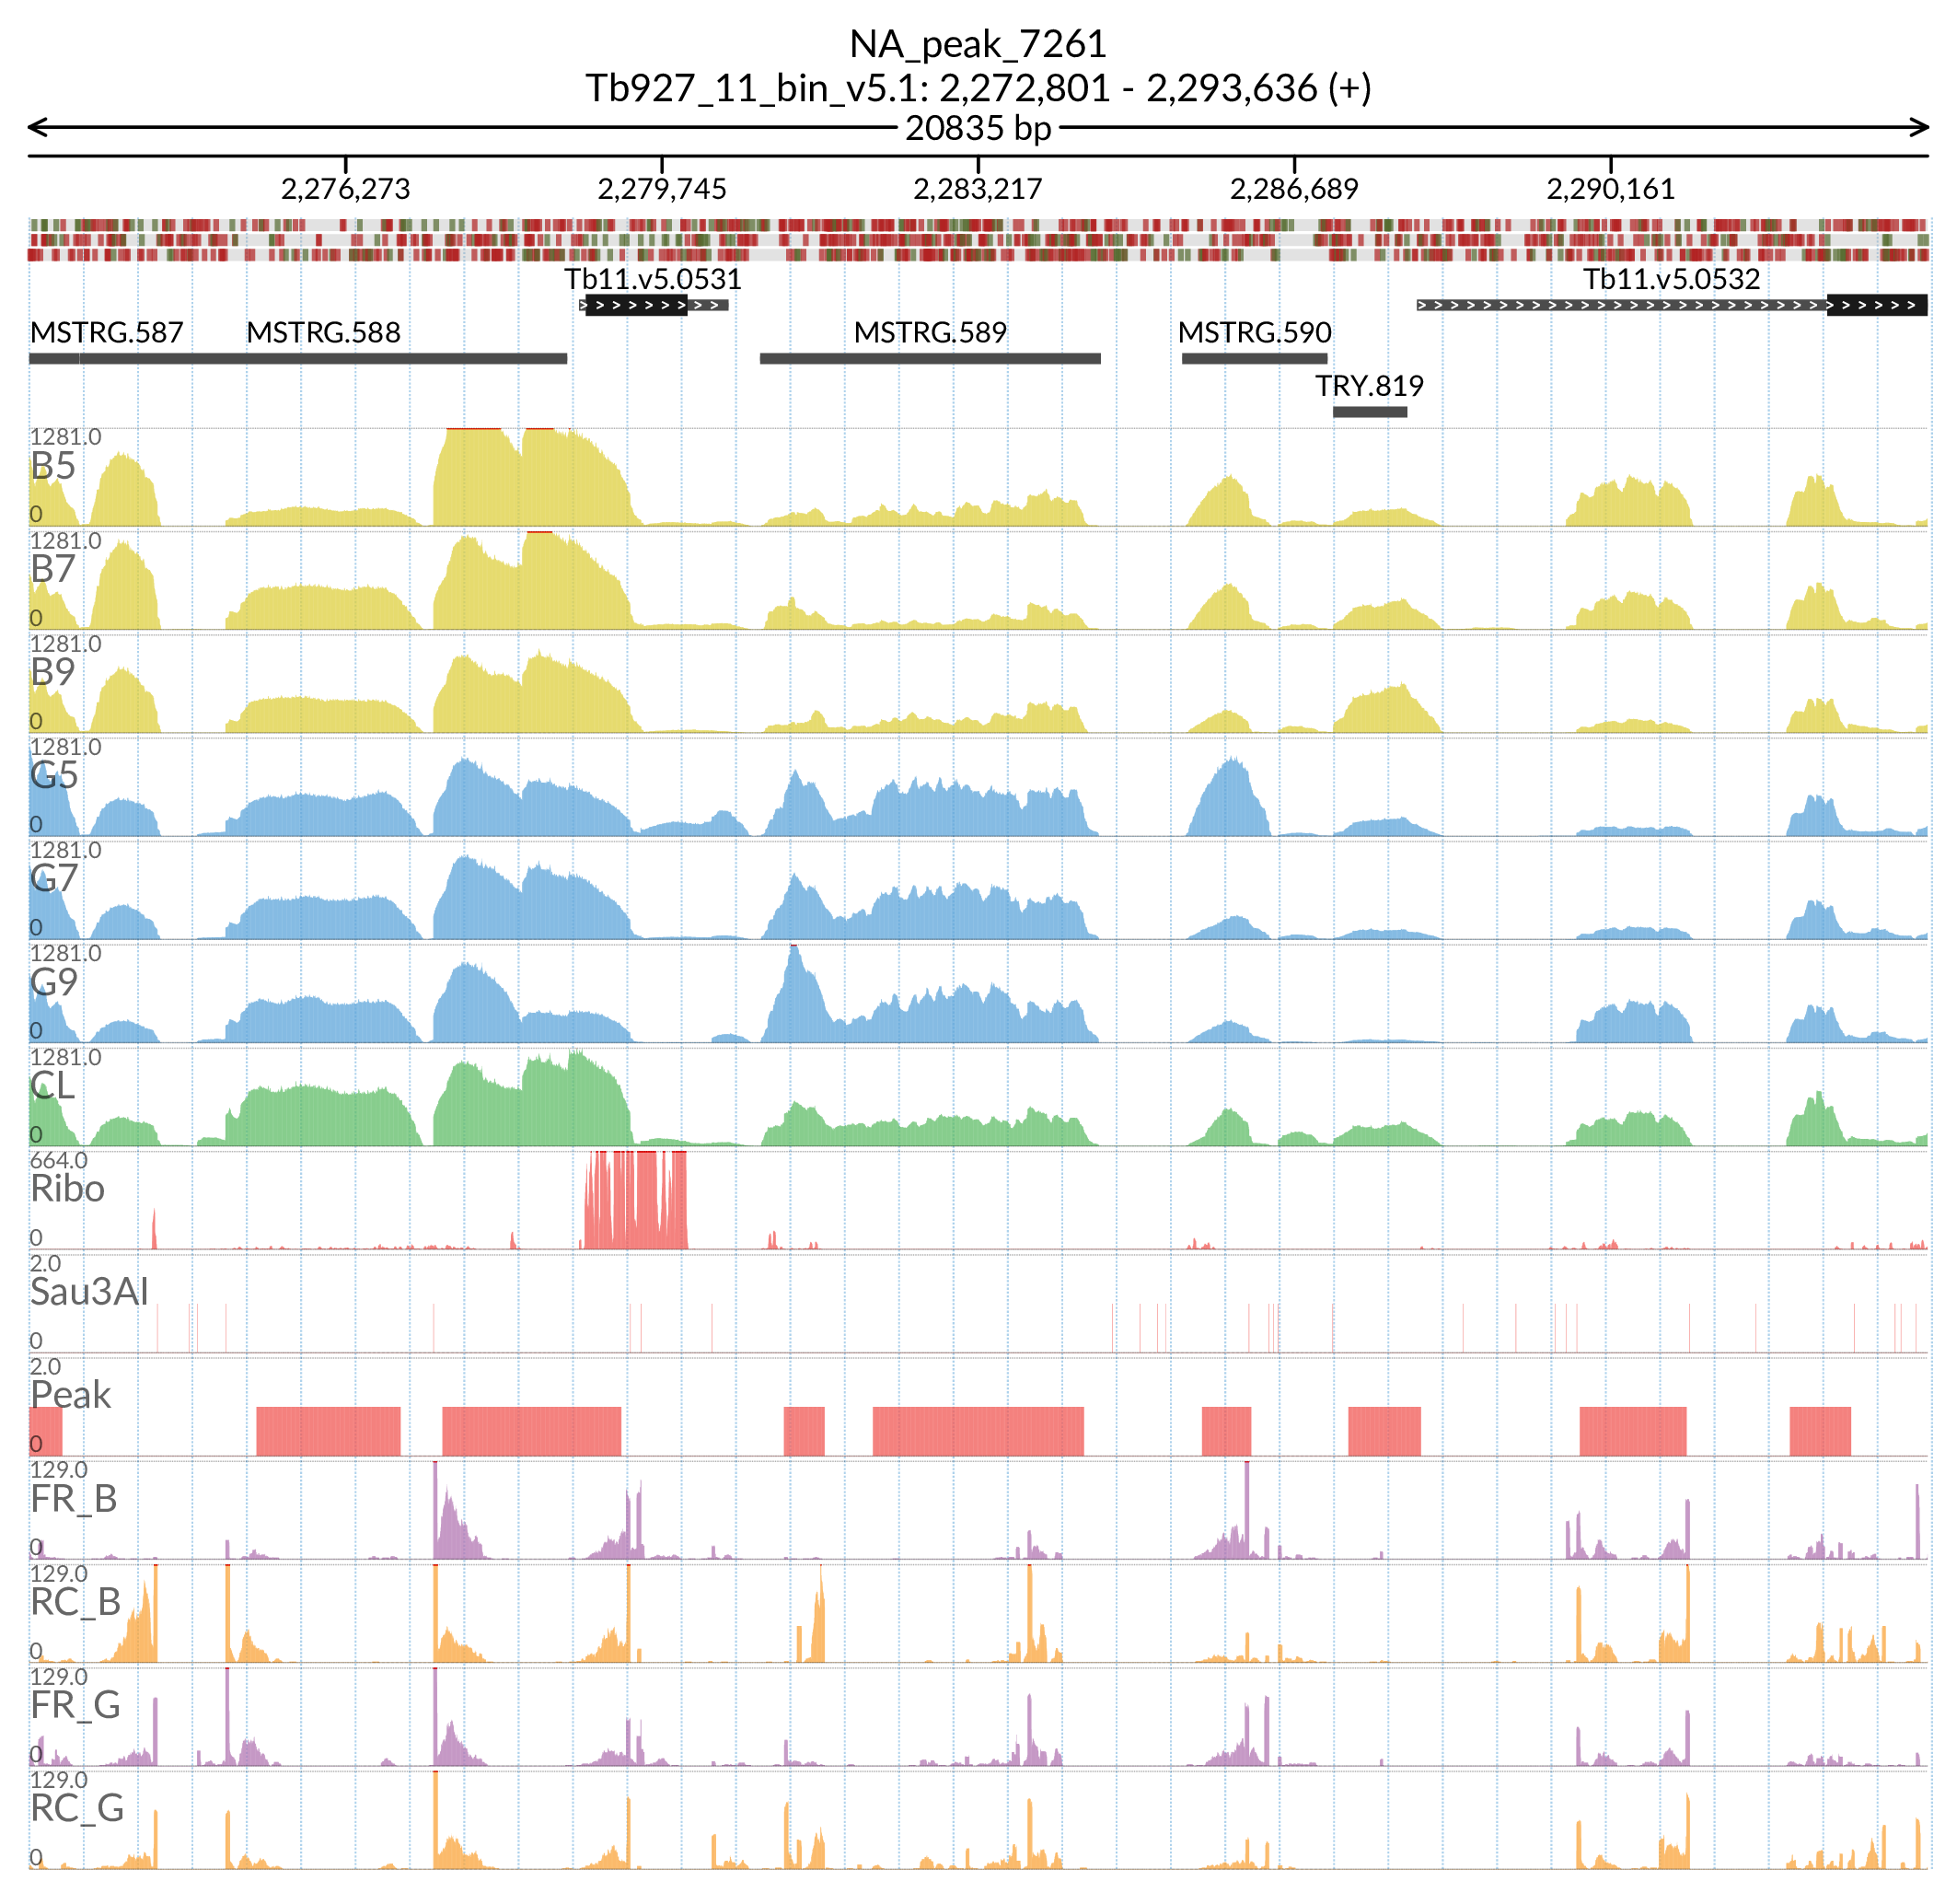 NA_peak_7261
Tb927_11_bin_v5.1: 2,272,801 - 2,293,636 (+)
20835 bp
2,276,273 2,279,745 2,283,217 2,286,689 2,290,161
Tb11.v5.0531 Tb11.v5.0532
MSTRG.587 MSTRG.588 MSTRG.589 MSTRG.590
TRY.819
1281.0
B5
0
1281.0
B7
0
1281.0
B9
0
1281.0
G5
0
1281.0
G7
0
1281.0
G9
0
1281.0
CL
0
664.0
Ribo
0
2.0
Sau3AI
0
2.0
Peak
0
129.0
FR_B
0
129.0
RC_B
0
129.0
FR_G
0
129.0
RC_G
0